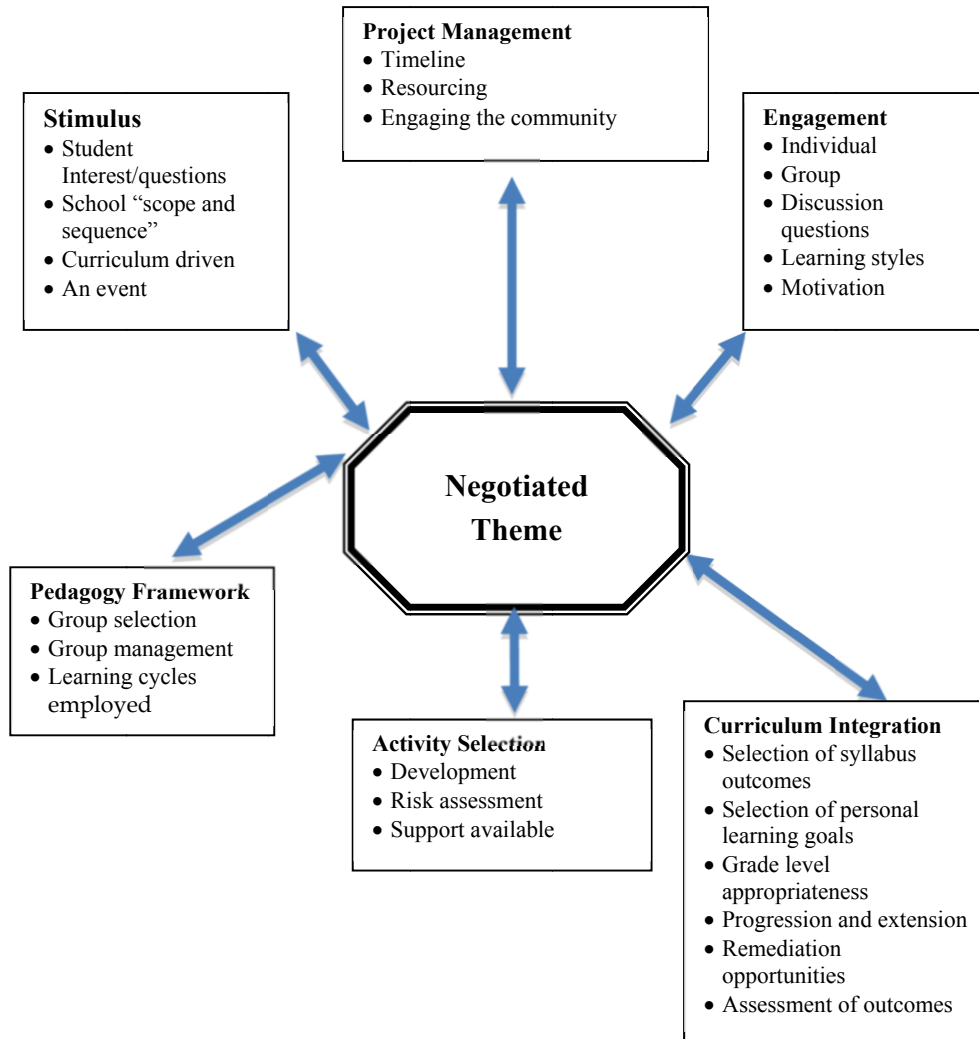 Project Management
• Timeline
• Resourcing
• Engaging the community
Stimulus
• Student
Interest/questions
• School “scope and
sequence”
• Curriculum driven
• An event
Engagement
• Individual
• Group
• Discussion
questions
• Learning styles
• Motivation
Negotiated
Theme
Pedagogy Framework
• Group selection
• Group management
• Learning cycles
employed
Activity Selection
• Development
• Risk assessment
• Support available
Curriculum Integration
• Selection of syllabus
outcomes
• Selection of personal
learning goals
• Grade level
appropriateness
• Progression and extension
• Remediation
opportunities
• Assessment of outcomes